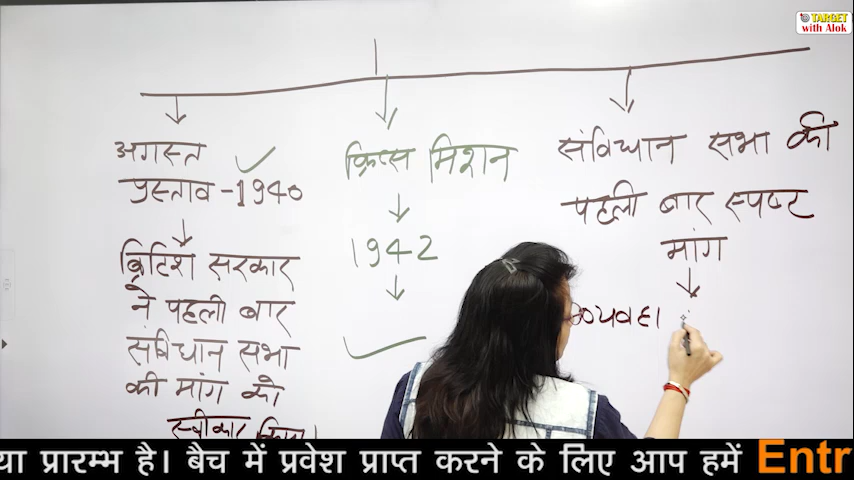 TARGET
with Alok
अगस्त
प्रस्ताव -1940
ब्रिटिश सरकार
ने पहली बार
संविधान सभा
की मांग को
स्वीकार किया।
क्रिप्स मिशन
1942
संविधान सभा की
पहली बार स्पष्ट
मांग
व्यवहा
या प्रारम्भ है। बैच में प्रवेश प्राप्त करने के लिए आप हमें Entr